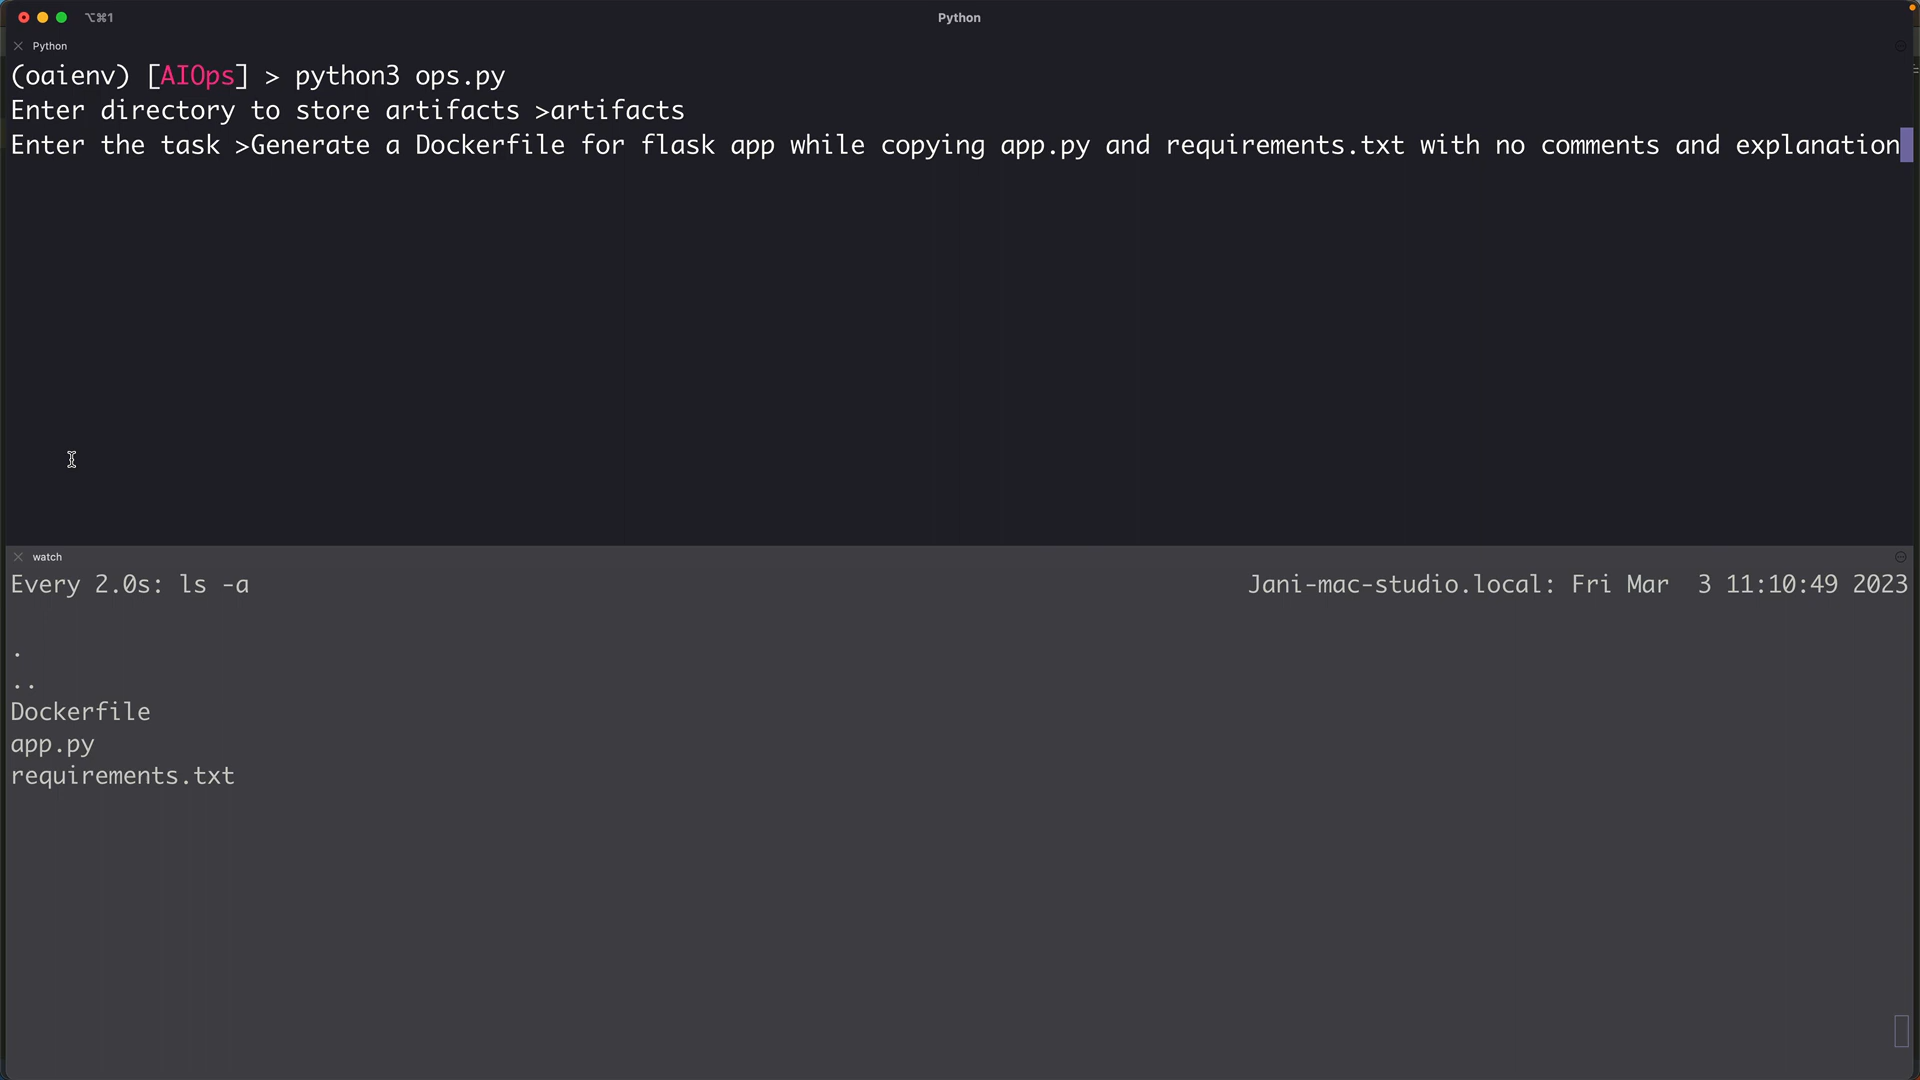 ⌥⌘1
Python
Python
(oaienv) [AIOps] > python3 ops.py
Enter directory to store artifacts >artifacts
Enter the task >Generate a Dockerfile for flask app while copying app.py and requirements.txt with no comments and explanation
watch
Every 2.0s: ls -a Jani-mac-studio.local: Fri Mar  3 11:10:49 2023
.
..
Dockerfile
app.py
requirements.txt